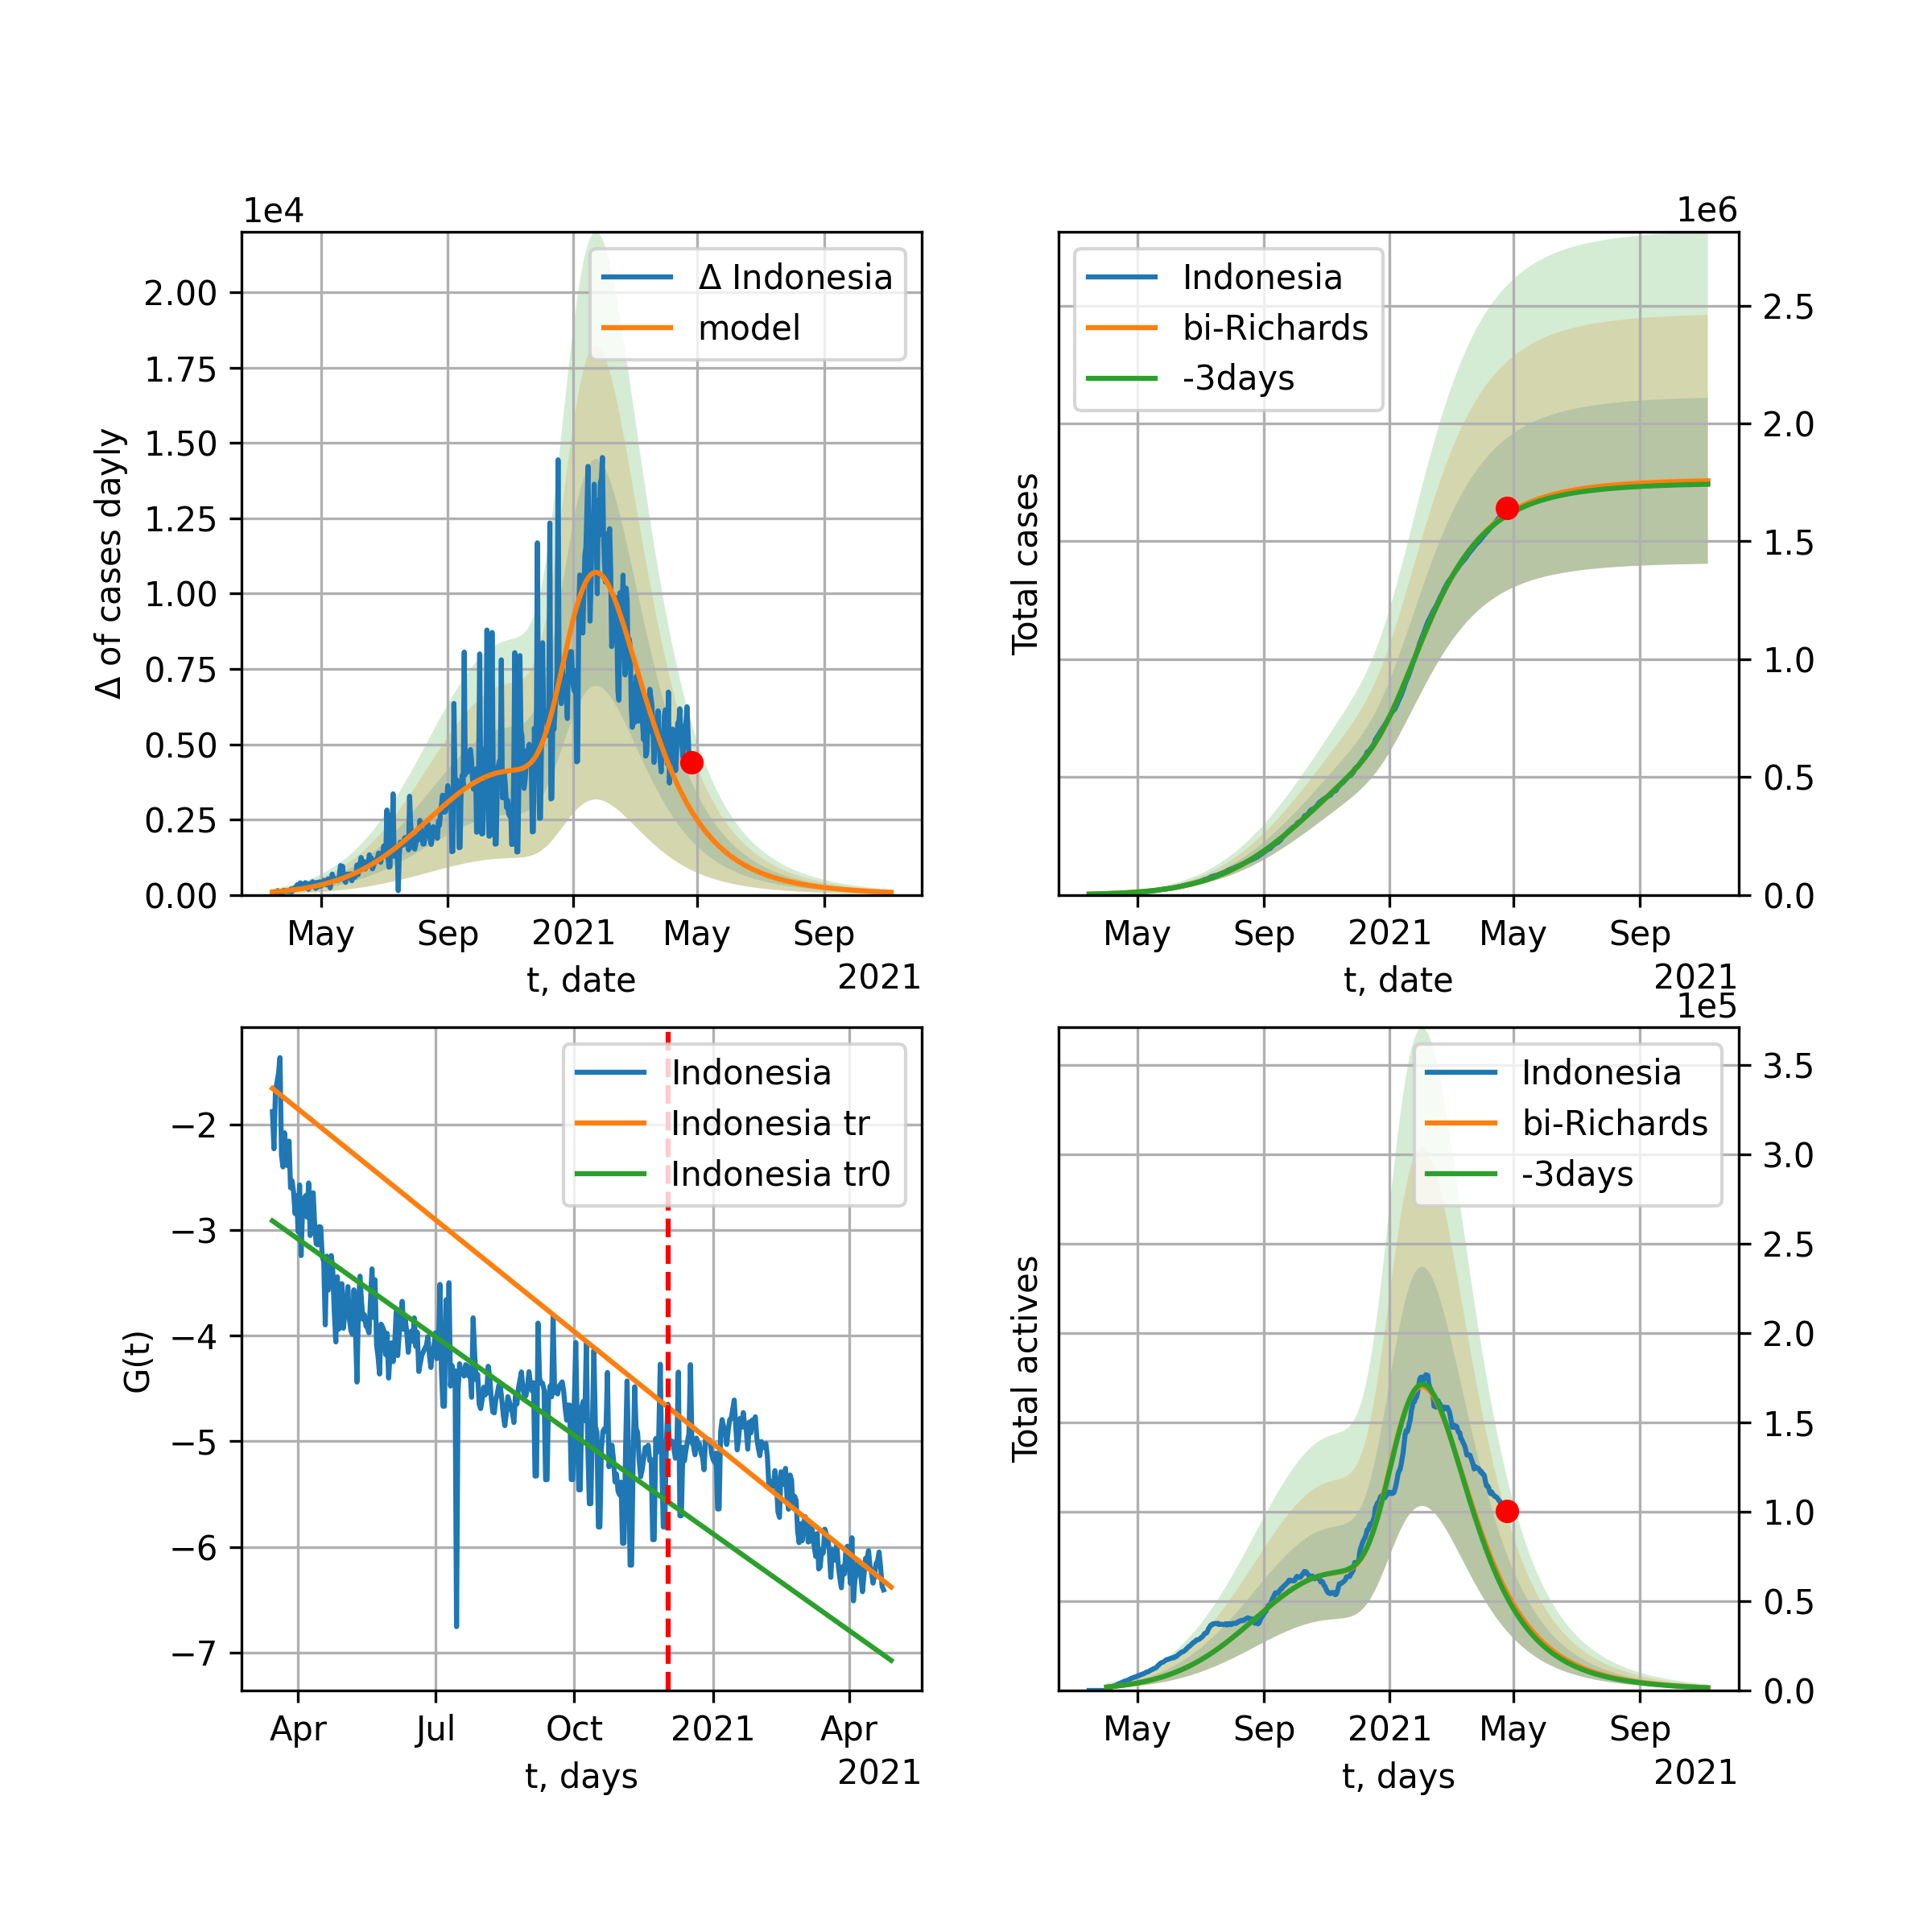 1e4
Δ of cases dayly
2.00
1.75
1.50
1.25
1.00
0.75
0.50
0.25
0.00
Δ Indonesia
model
May Sep 2021 May Sep
t, date
2021
1e6
Total cases
Indonesia
bi-Richards
-3days
2.5
2.0
1.5
1.0
0.5
0.0
May Sep 2021 May Sep
t, date
2021
G(t)
−2
−3
−4
−5
−6
−7
Indonesia
Indonesia tr
Indonesia tr0
Apr Jul Oct 2021 Apr
t, days
2021
1e5
Total actives
Indonesia
bi-Richards
-3days
3.5
3.0
2.5
2.0
1.5
1.0
0.5
0.0
May Sep 2021 May Sep
t, days
2021